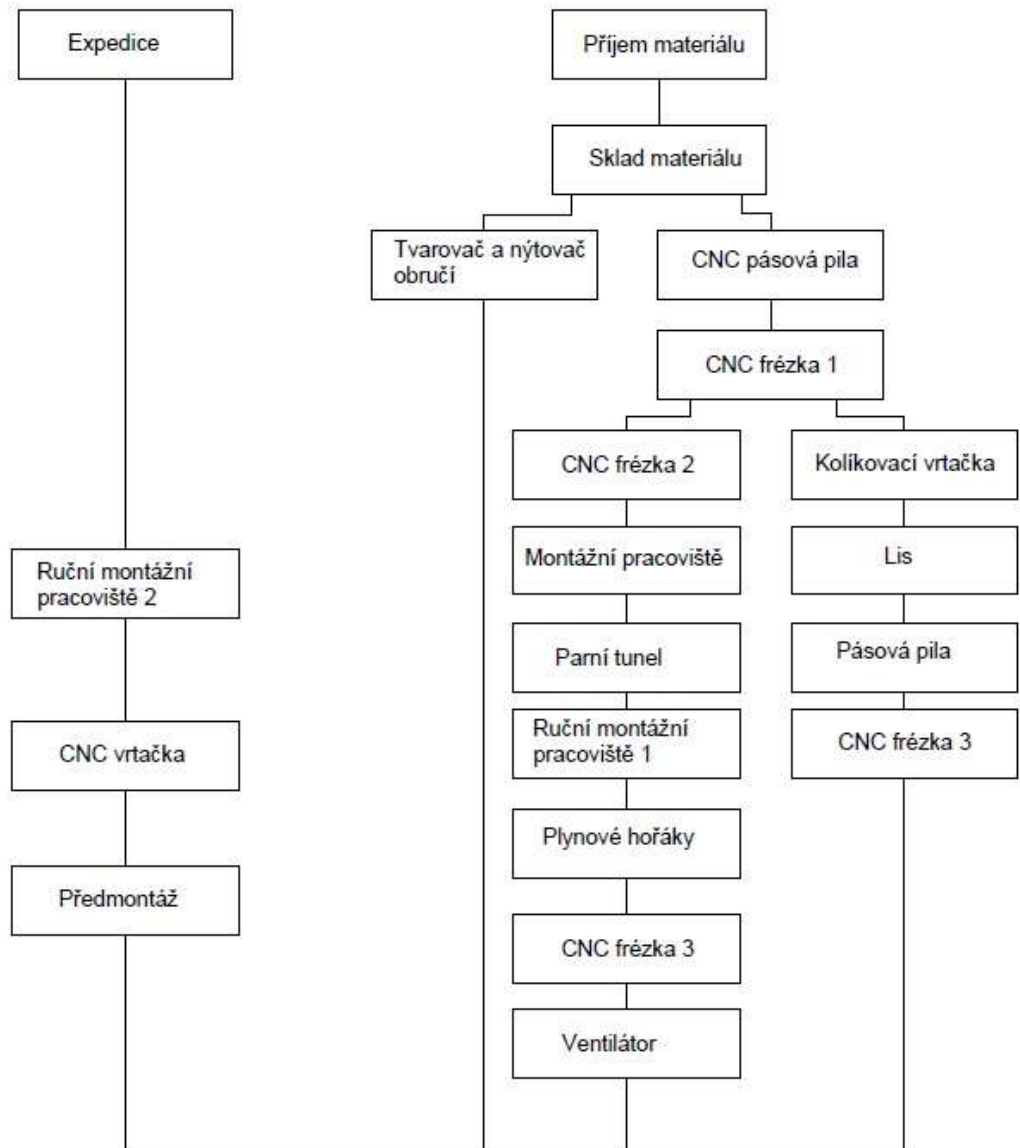 Expedice
Příjem materiálu
Sklad materiálu
Tvarovač a nýtovač
obručí
CNC pásová pila
CNC frézka 1
CNC frézka 2
Kolíkovací vrtačka
Ruční montážní
pracoviště 2
Montážní pracoviště
Lis
Parní tunel
Pásová pila
CNC vrtačka
Ruční montážní
pracoviště 1
CNC frézka 3
Plynové hořáky
Předmontáž
CNC frézka 3
Ventilátor